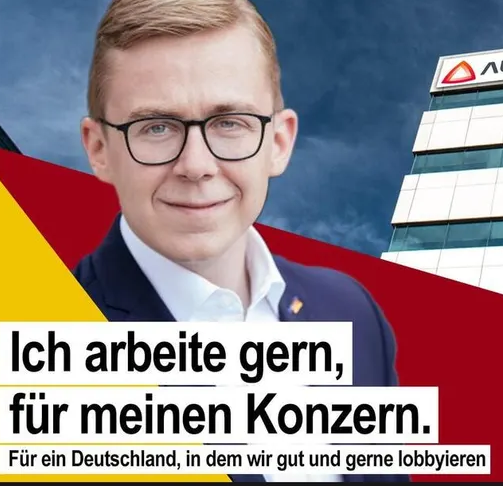 Ich arbeite gern,
für meinen Konzern.
Für ein Deutschland, in dem wir gut und gerne lobbyieren